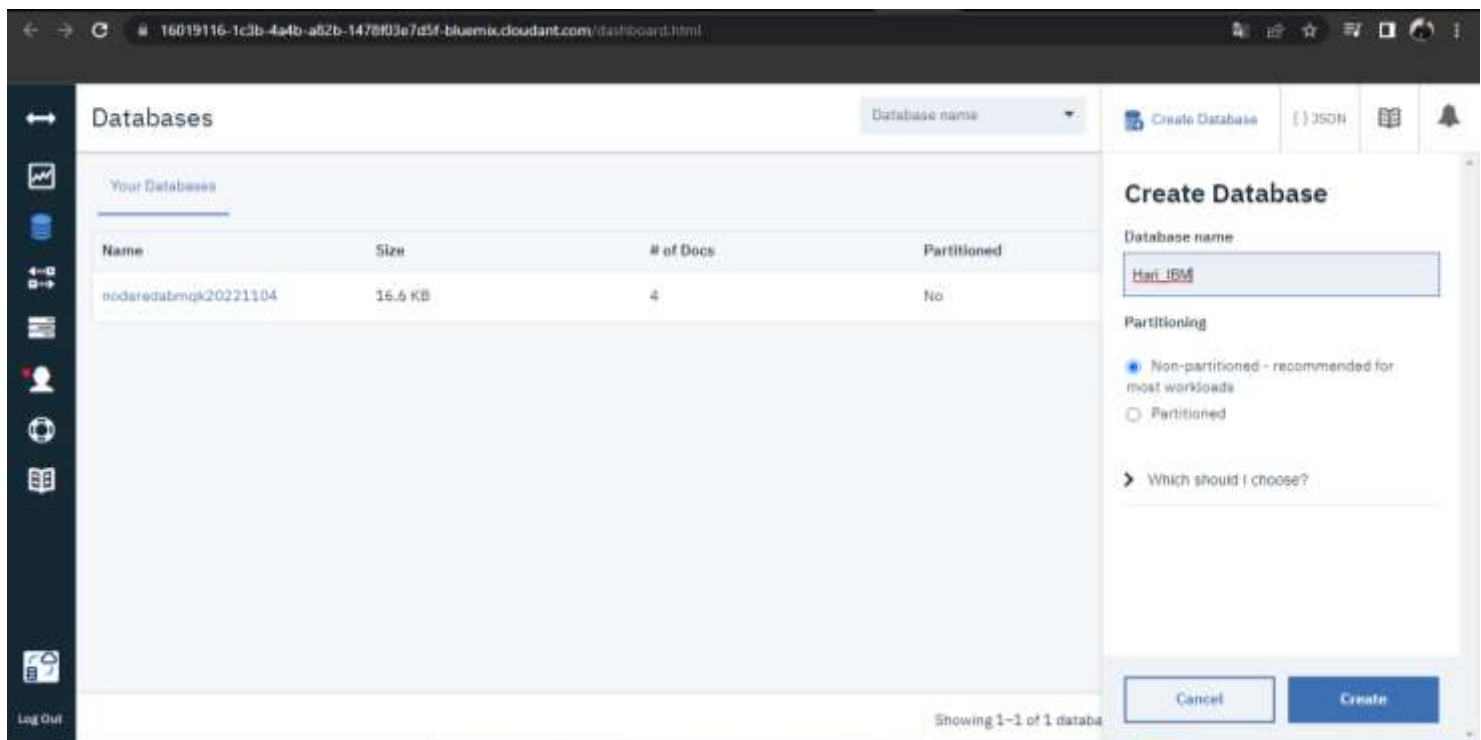 16019116-1c3b-4a4b-a82b-1478f03e7d5f-bluemix.cloudant.com/dashboard.html
Databases
Database name
Create Database
{ } JSON
Your Databases
Name Size # of Docs Partitioned
16.6 KB 4 No
Create Database
Database name
Hari_IBM
Partitioning
Non-partitioned - recommended for
most workloads
Partitioned
Which should I choose?
Cancel
Create
Log Out
Showing 1–1 of 1 databa